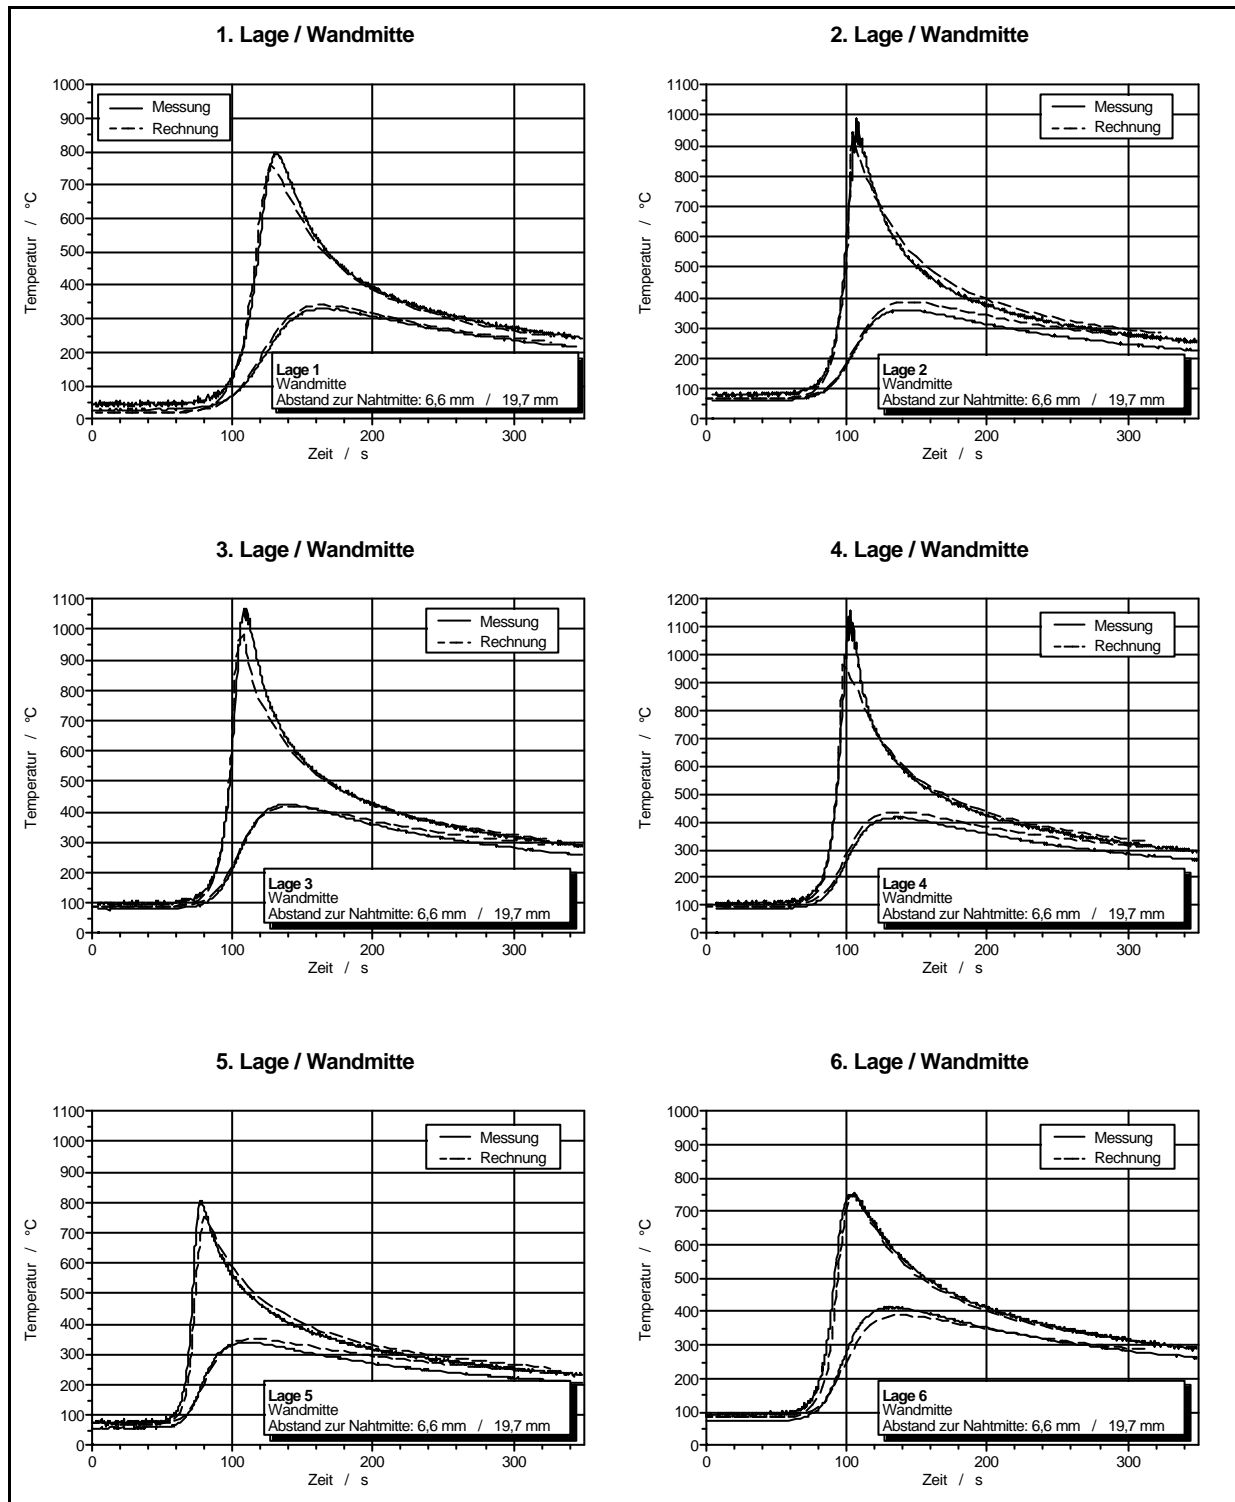 1. Lage / Wandmitte
1000
900
800
700
600
500
400
300
200
100
0
Temperatur / °C
Messung
Rechnung
Lage 1
Wandmitte
Abstand zur Nahtmitte: 6,6 mm / 19,7 mm
0 100 200 300
Zeit / s
2. Lage / Wandmitte
1100
1000
900
800
700
600
500
400
300
200
100
0
Temperatur / °C
Messung
Rechnung
Lage 2
Wandmitte
Abstand zur Nahtmitte: 6,6 mm / 19,7 mm
0 100 200 300
Zeit / s
3. Lage / Wandmitte
1100
1000
900
800
700
600
500
400
300
200
100
0
Temperatur / °C
Messung
Rechnung
Lage 3
Wandmitte
Abstand zur Nahtmitte: 6,6 mm / 19,7 mm
0 100 200 300
Zeit / s
4. Lage / Wandmitte
1200
1100
1000
900
800
700
600
500
400
300
200
100
0
Temperatur / °C
Messung
Rechnung
Lage 4
Wandmitte
Abstand zur Nahtmitte: 6,6 mm / 19,7 mm
0 100 200 300
Zeit / s
5. Lage / Wandmitte
1100
1000
900
800
700
600
500
400
300
200
100
0
Temperatur / °C
Messung
Rechnung
Lage 5
Wandmitte
Abstand zur Nahtmitte: 6,6 mm / 19,7 mm
0 100 200 300
Zeit / s
6. Lage / Wandmitte
1000
900
800
700
600
500
400
300
200
100
0
Temperatur / °C
Messung
Rechnung
Lage 6
Wandmitte
Abstand zur Nahtmitte: 6,6 mm / 19,7 mm
0 100 200 300
Zeit / s